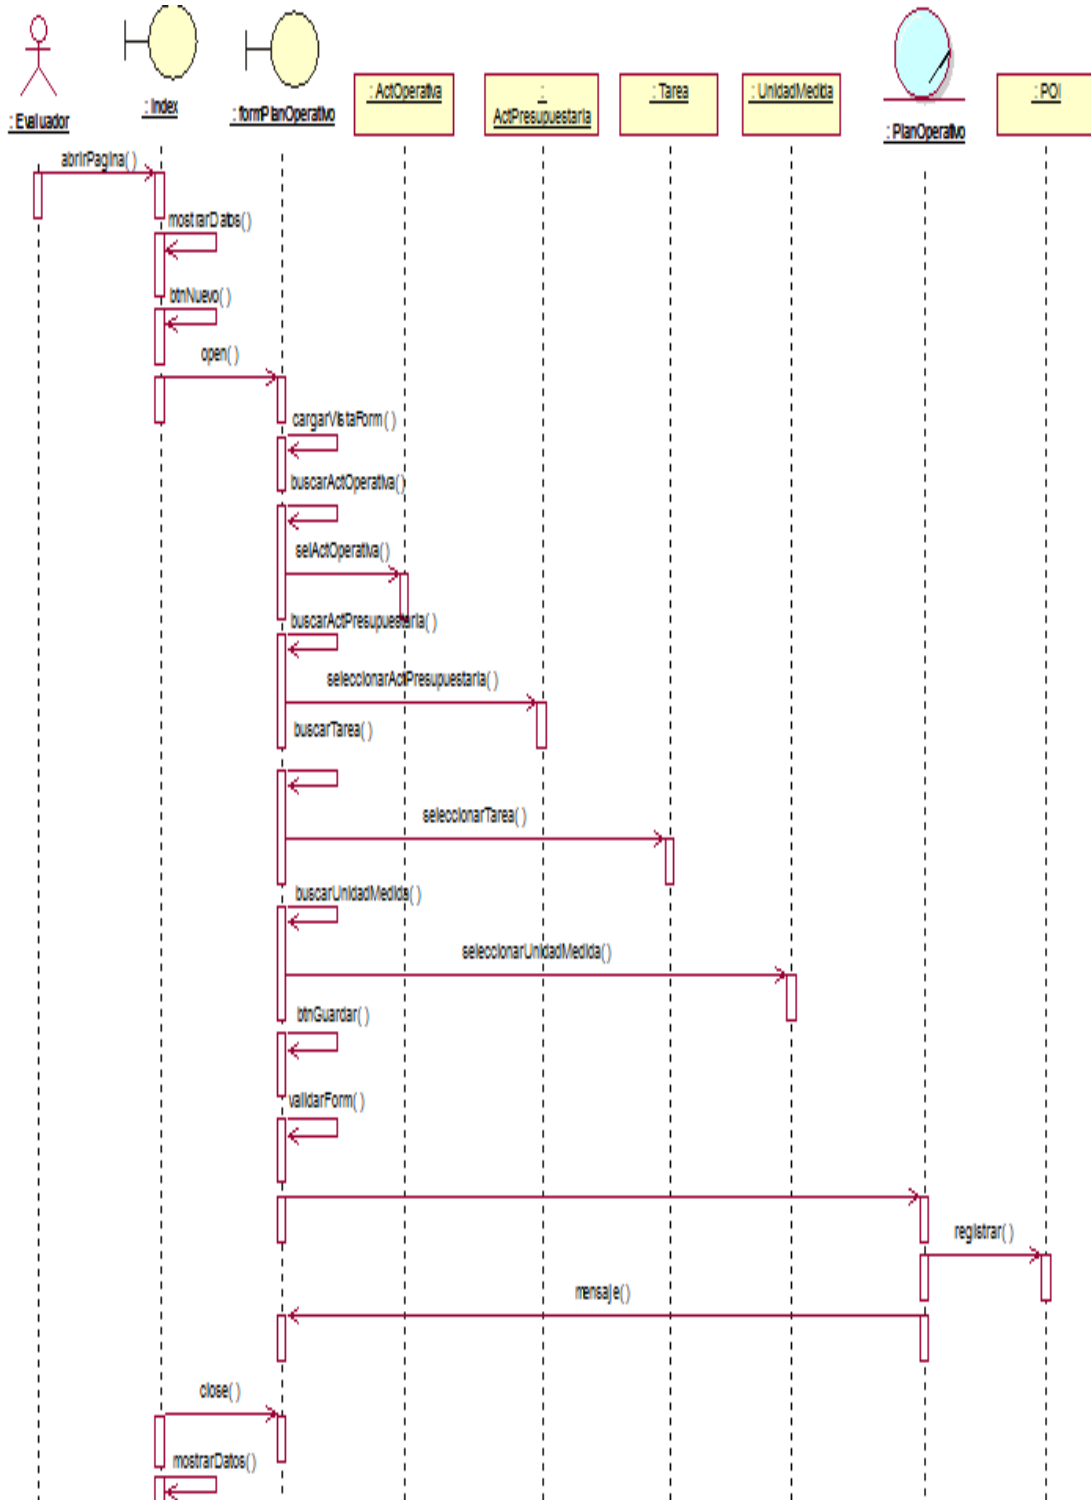 : Evaluador
: Index
: formPlanOperativo
: ActOperativa
:
ActPresupuestaria
: Tarea
: UnidadMedida
: PlanOperativo
: POI
abrirPagina( )
mostrarDatos( )
btnNuevo( )
open( )
cargarVistaForm( )
buscarActOperativa( )
selActOperativa( )
buscarActPresupuestaria( )
seleccionarActPresupuestaria( )
buscarTarea( )
seleccionarTarea( )
buscarUnidadMedida( )
seleccionarUnidadMedida( )
btnGuardar( )
validarForm( )
registrar( )
mensaje( )
close( )
mostrarDatos( )